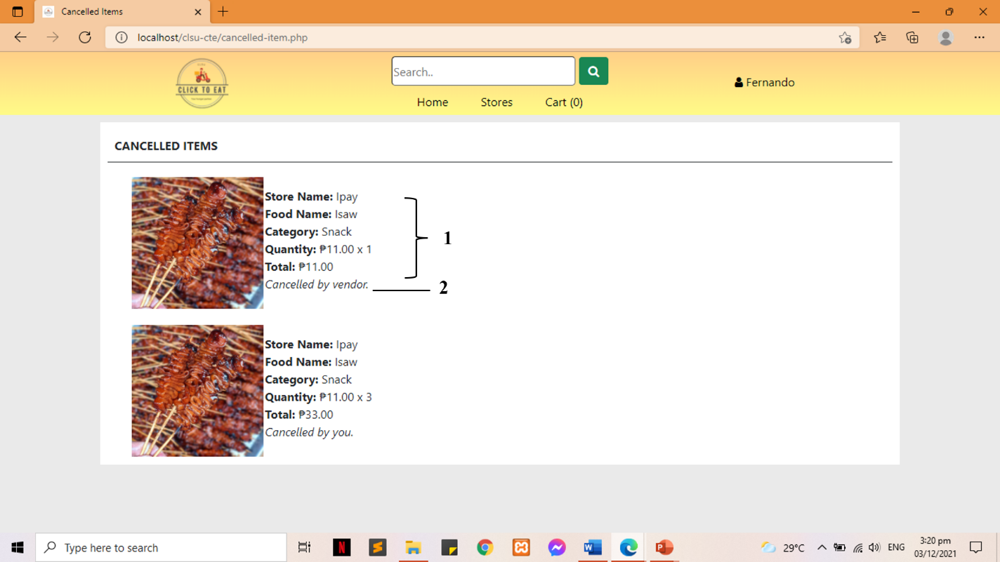 Cancelled Items
localhost/clsu-cte/cancelled-item.php
CLICK TO EAT
Search..
Fernando
Home Stores Cart (0)
CANCELLED ITEMS
Store Name: Ipay
Food Name: Isaw
Category: Snack
Quantity: ₱11.00 x 1
Total: ₱11.00
Cancelled by vendor.
1
2
Store Name: Ipay
Food Name: Isaw
Category: Snack
Quantity: ₱11.00 x 3
Total: ₱33.00
Cancelled by you.
Type here to search
29°C
ENG
3:20 pm
03/12/2021